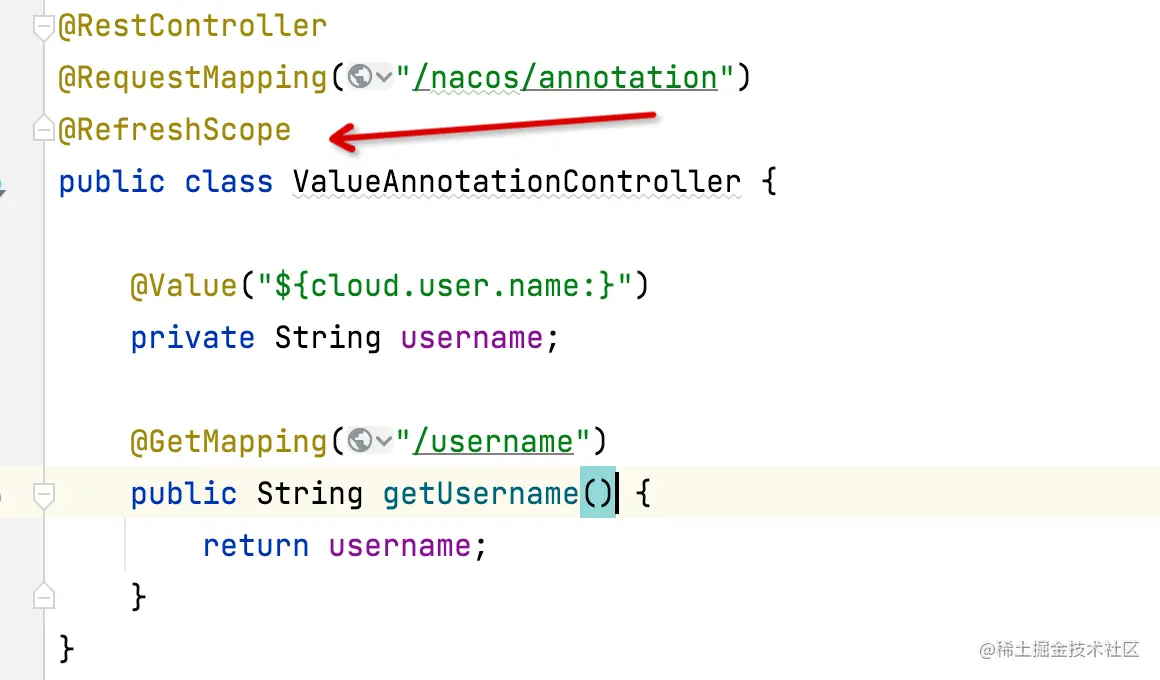 @RestController
@RequestMapping("/nacos/annotation")
@RefreshScope
public class ValueAnnotationController {
@Value("${cloud.user.name:}")
private String username;
@GetMapping("/username")
public String getUsername() {
return username;
}
}
@稀土掘金技术社区